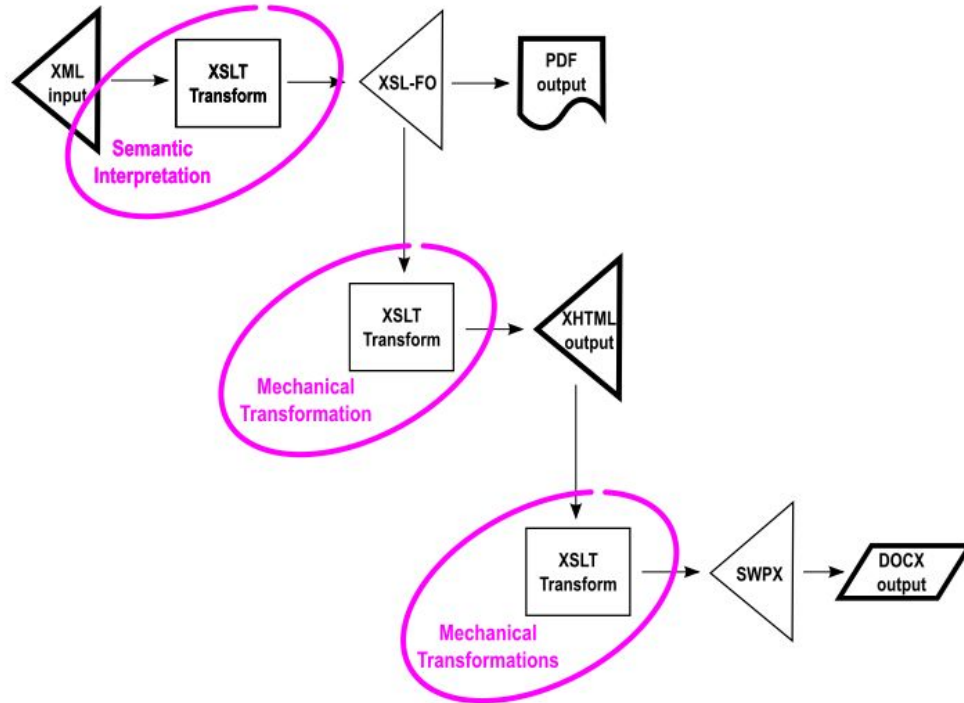 XML
input
XSLT
Transform
XSL-FO
PDF
output
Semantic
Interpretation
XSLT
Transform
XHTML
output
Mechanical
Transformation
XSLT
Transform
SWPX
DOCX
output
Mechanical
Transformations